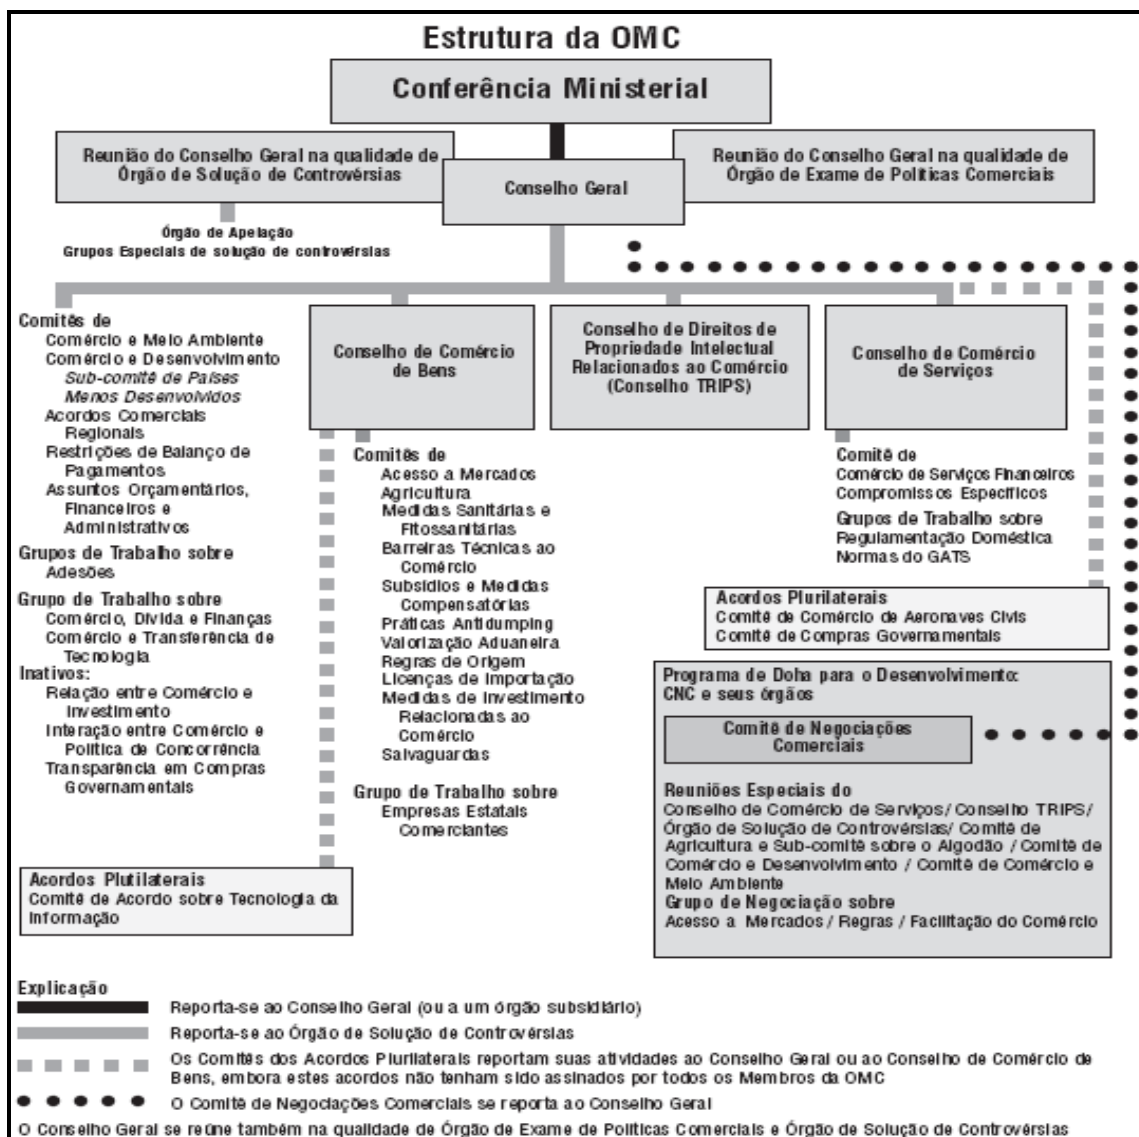 Estrutura da OMC
Conferência Ministerial
Reunião do Conselho Geral na qualidade de
Órgão de Solução de Controvérsias
Conselho Geral
Reunião do Conselho Geral na qualidade de
Órgão de Exame de Políticas Comerciais
Órgão de Apelação
Grupos Especiais de solução de controvérsias
Comitês de
Comércio e Meio Ambiente
Comércio e Desenvolvimento
Sub-comitê de Países
Menos Desenvolvidos
Acordos Comerciais
Regionais
Restrições de Balanço de
Pagamentos
Assuntos Orçamentários,
Financeiros e
Administrativos
Grupos de Trabalho sobre
Adesões
Grupo de Trabalho sobre
Comércio, Dívida e Finanças
Comércio e Transferência de
Tecnologia
Inativos:
Relação entre Comércio e
Investimento
Interação entre Comércio e
Política de Concorrência
Transparência em Compras
Governamentais
Acordos Plutilaterais
Comitê de Acordo sobre Tecnologia da
Informação
Conselho de Comércio
de Bens
Comitês de
Acesso a Mercados
Agricultura
Medidas Sanitárias e
Fitossanitárias
Barreiras Técnicas ao
Comércio
Subsídios e Medidas
Compensatórias
Práticas Antidumping
Valorização Aduaneira
Regras de Origem
Licenças de Importação
Medidas de Investimento
Relacionadas ao
Comércio
Salvaguardas
Grupo de Trabalho sobre
Empresas Estatais
Comerciantes
Conselho de Direitos de
Propriedade Intelectual
Relacionados ao Comércio
(Conselho TRIPS)
Conselho de Comércio
de Serviços
Comitê de
Comércio de Serviços Financeiros
Compromissos Específicos
Grupos de Trabalho sobre
Regulamentação Doméstica
Normas do GATS
Acordos Plurilaterais
Comitê de Comércio de Aeronaves Civis
Comitê de Compras Governamentais
Programa de Doha para o Desenvolvimento:
CNC e seus órgãos
Comitê de Negociações
Comerciais
Reuniões Especiais do
Conselho de Comércio de Serviços/ Conselho TRIPS/
Órgão de Solução de Controvérsias/ Comitê de
Agricultura e Sub-comitê sobre o Algodão / Comitê de
Comércio e Desenvolvimento / Comitê de Comércio e
Meio Ambiente
Grupo de Negociação sobre
Acesso a Mercados / Regras / Facilitação do Comércio
Explicação
Reporta-se ao Conselho Geral (ou a um órgão subsidiário)
Reporta-se ao Órgão de Solução de Controvérsias
Os Comitês dos Acordos Plurilaterais reportam suas atividades ao Conselho Geral ou ao Conselho de Comércio de
Bens, embora estes acordos não tenham sido assinados por todos os Membros da OMC
O Comitê de Negociações Comerciais se reporta ao Conselho Geral
O Conselho Geral se reúne também na qualidade de Órgão de Exame de Políticas Comerciais e Órgão de Solução de Controvérsias